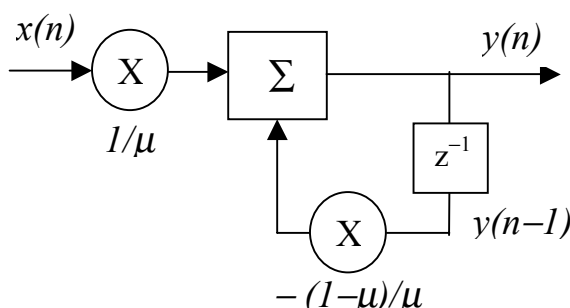 x(n)
y(n)
X
Σ
1/μ
z⁻¹
X
y(n–1)
– (1–μ)/μ